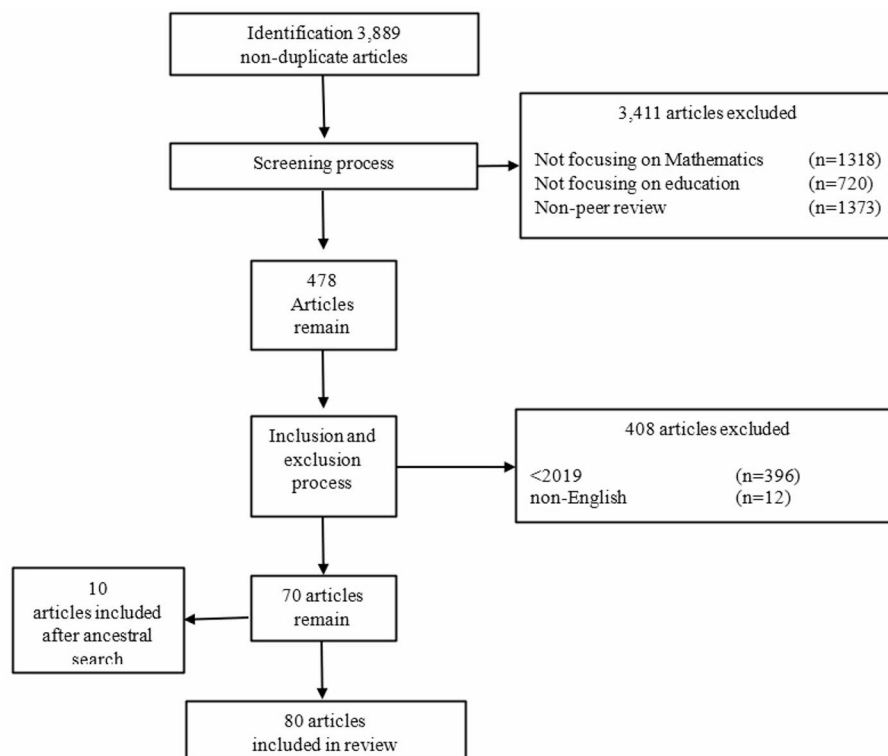 Identification 3,889
non-duplicate articles
3,411 articles excluded
Not focusing on Mathematics (n=1318)
Not focusing on education (n=720)
Non-peer review (n=1373)
Screening process
478
Articles
remain
Inclusion and
exclusion
process
408 articles excluded
<2019 (n=396)
non-English (n=12)
10
articles included
after ancestral
search
70 articles
remain
80 articles
included in review